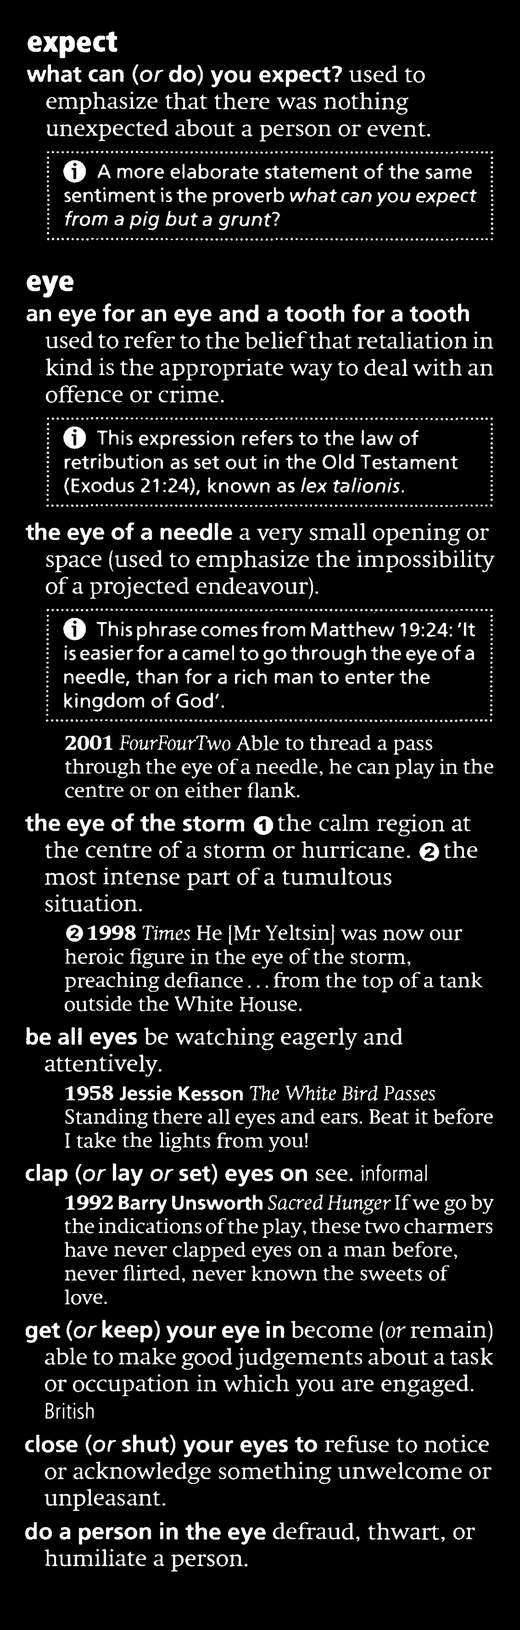 expect
what can (or do) you expect? used to
emphasize that there was nothing
unexpected about a person or event.
ⓘ A more elaborate statement of the same
sentiment is the proverb what can you expect
from a pig but a grunt?
eye
an eye for an eye and a tooth for a tooth
used to refer to the belief that retaliation in
kind is the appropriate way to deal with an
offence or crime.
ⓘ This expression refers to the law of
retribution as set out in the Old Testament
(Exodus 21:24), known as lex talionis.
the eye of a needle a very small opening or
space (used to emphasize the impossibility
of a projected endeavour).
ⓘ This phrase comes from Matthew 19:24: 'It
is easier for a camel to go through the eye of a
needle, than for a rich man to enter the
kingdom of God'.
2001 FourFourTwo Able to thread a pass
through the eye of a needle, he can play in the
centre or on either flank.
the eye of the storm ❶ the calm region at
the centre of a storm or hurricane. ❷ the
most intense part of a tumultous
situation.
❷ 1998 Times He [Mr Yeltsin] was now our
heroic figure in the eye of the storm,
preaching defiance...from the top of a tank
outside the White House.
be all eyes be watching eagerly and
attentively.
1958 Jessie Kesson The White Bird Passes
Standing there all eyes and ears. Beat it before
I take the lights from you!
clap (or lay or set) eyes on see. informal
1992 Barry Unsworth Sacred Hunger If we go by
the indications of the play, these two charmers
have never clapped eyes on a man before,
never flirted, never known the sweets of
love.
get (or keep) your eye in become (or remain)
able to make good judgements about a task
or occupation in which you are engaged.
British
close (or shut) your eyes to refuse to notice
or acknowledge something unwelcome or
unpleasant.
do a person in the eye defraud, thwart, or
humiliate a person.